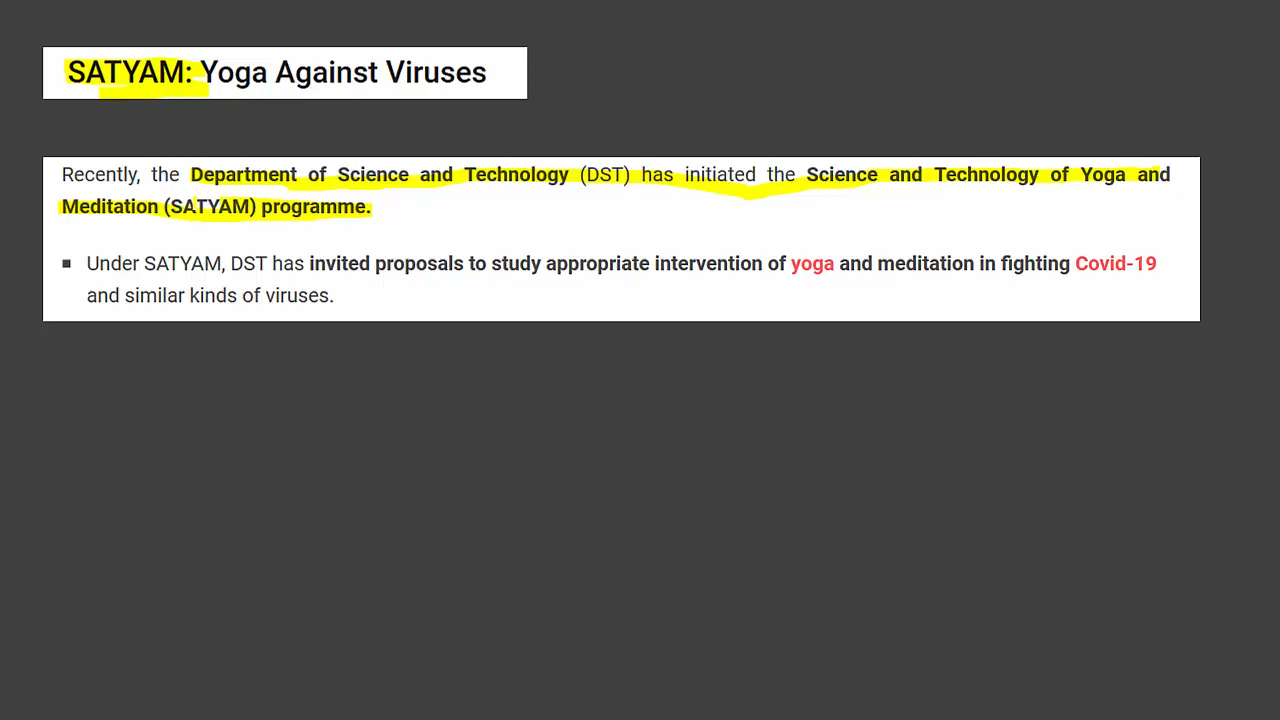 SATYAM: Yoga Against Viruses
Recently, the Department of Science and Technology (DST) has initiated the Science and Technology of Yoga and
Meditation (SATYAM) programme.
▪ Under SATYAM, DST has invited proposals to study appropriate intervention of yoga and meditation in fighting Covid-19
and similar kinds of viruses.